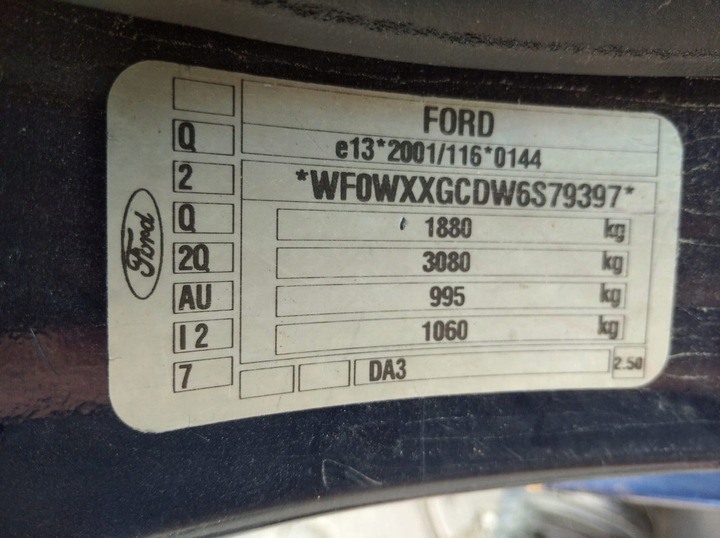 FORD
e13*2001/116*0144
*WF0WXXGCDW6S79397*
1880 kg
3080 kg
995 kg
1060 kg
DA3 2.50
Q
2
Q
2Q
AU
I 2
7
Ford